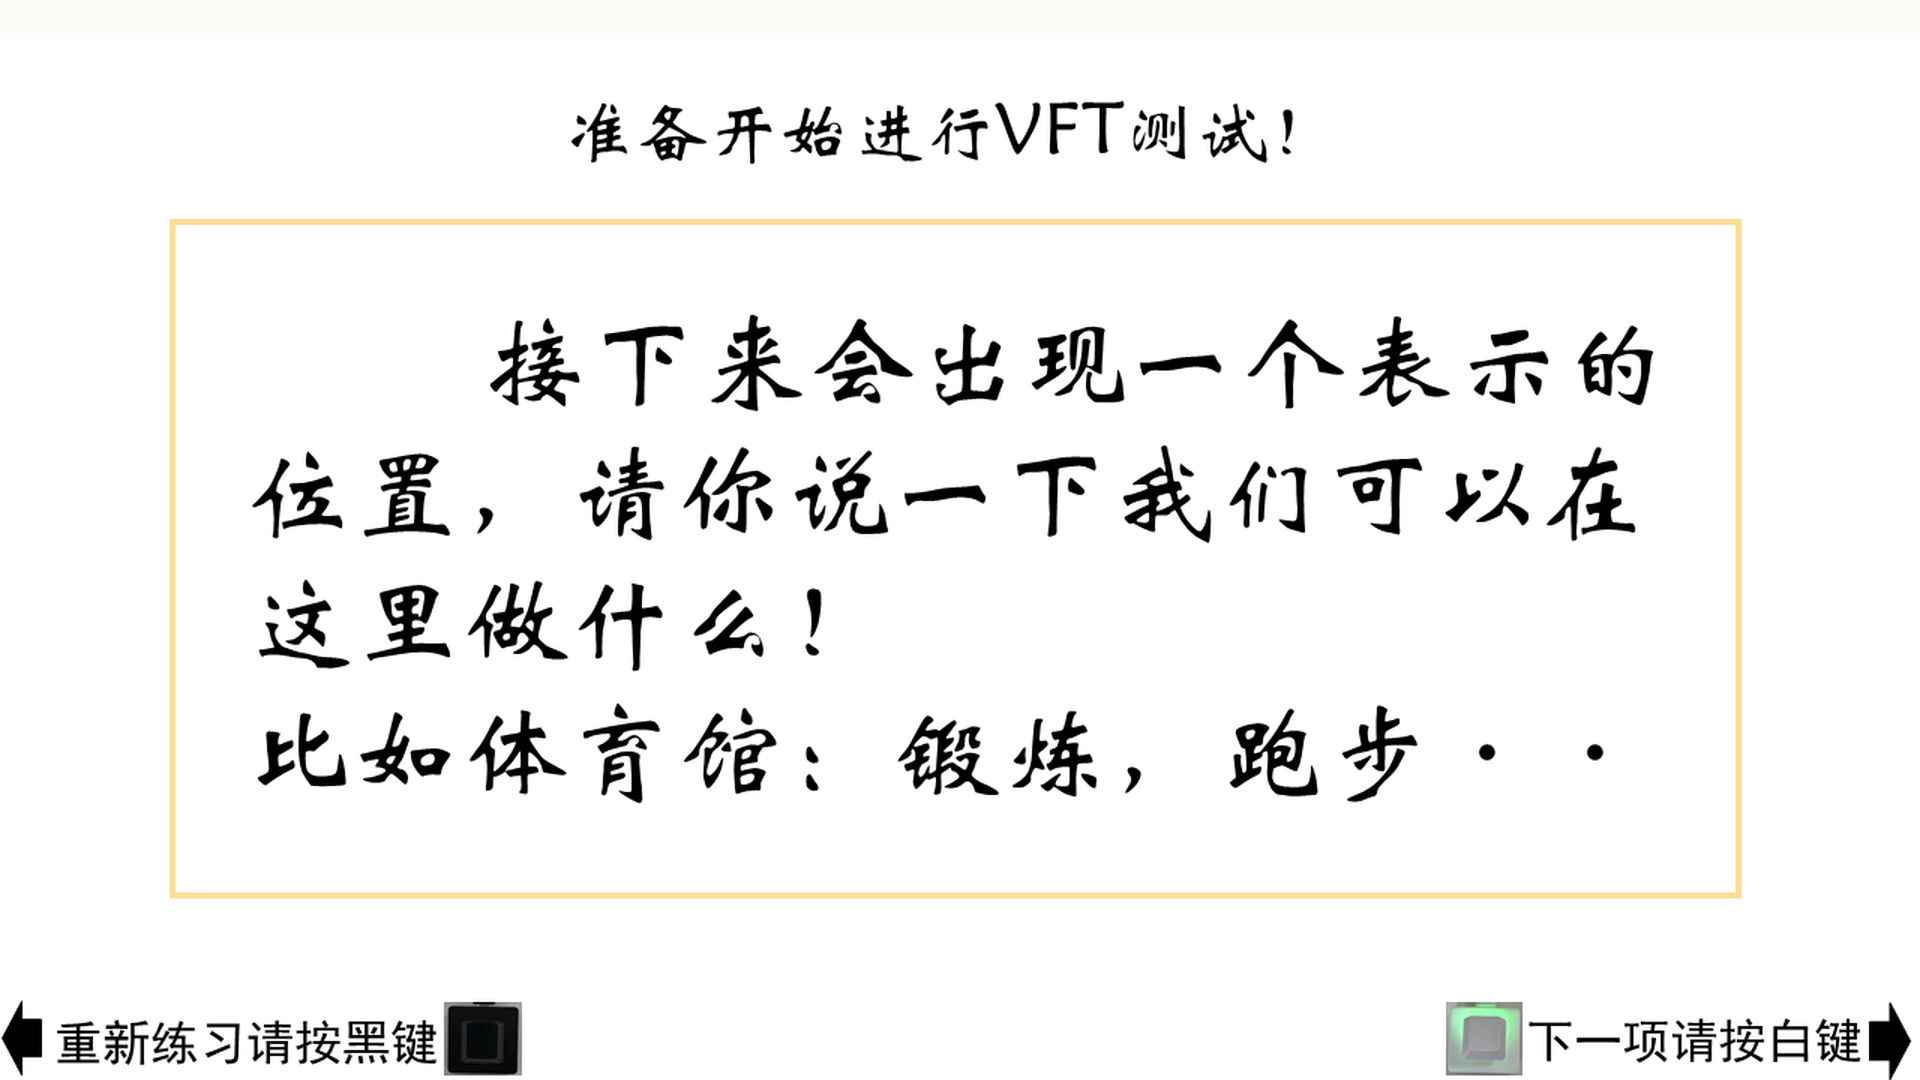 准备开始进行VFT测试！
接下来会出现一个表示的
位置，请你说一下我们可以在
这里做什么！
比如体育馆：锻炼，跑步··
重新练习请按黑键
下一项请按白键